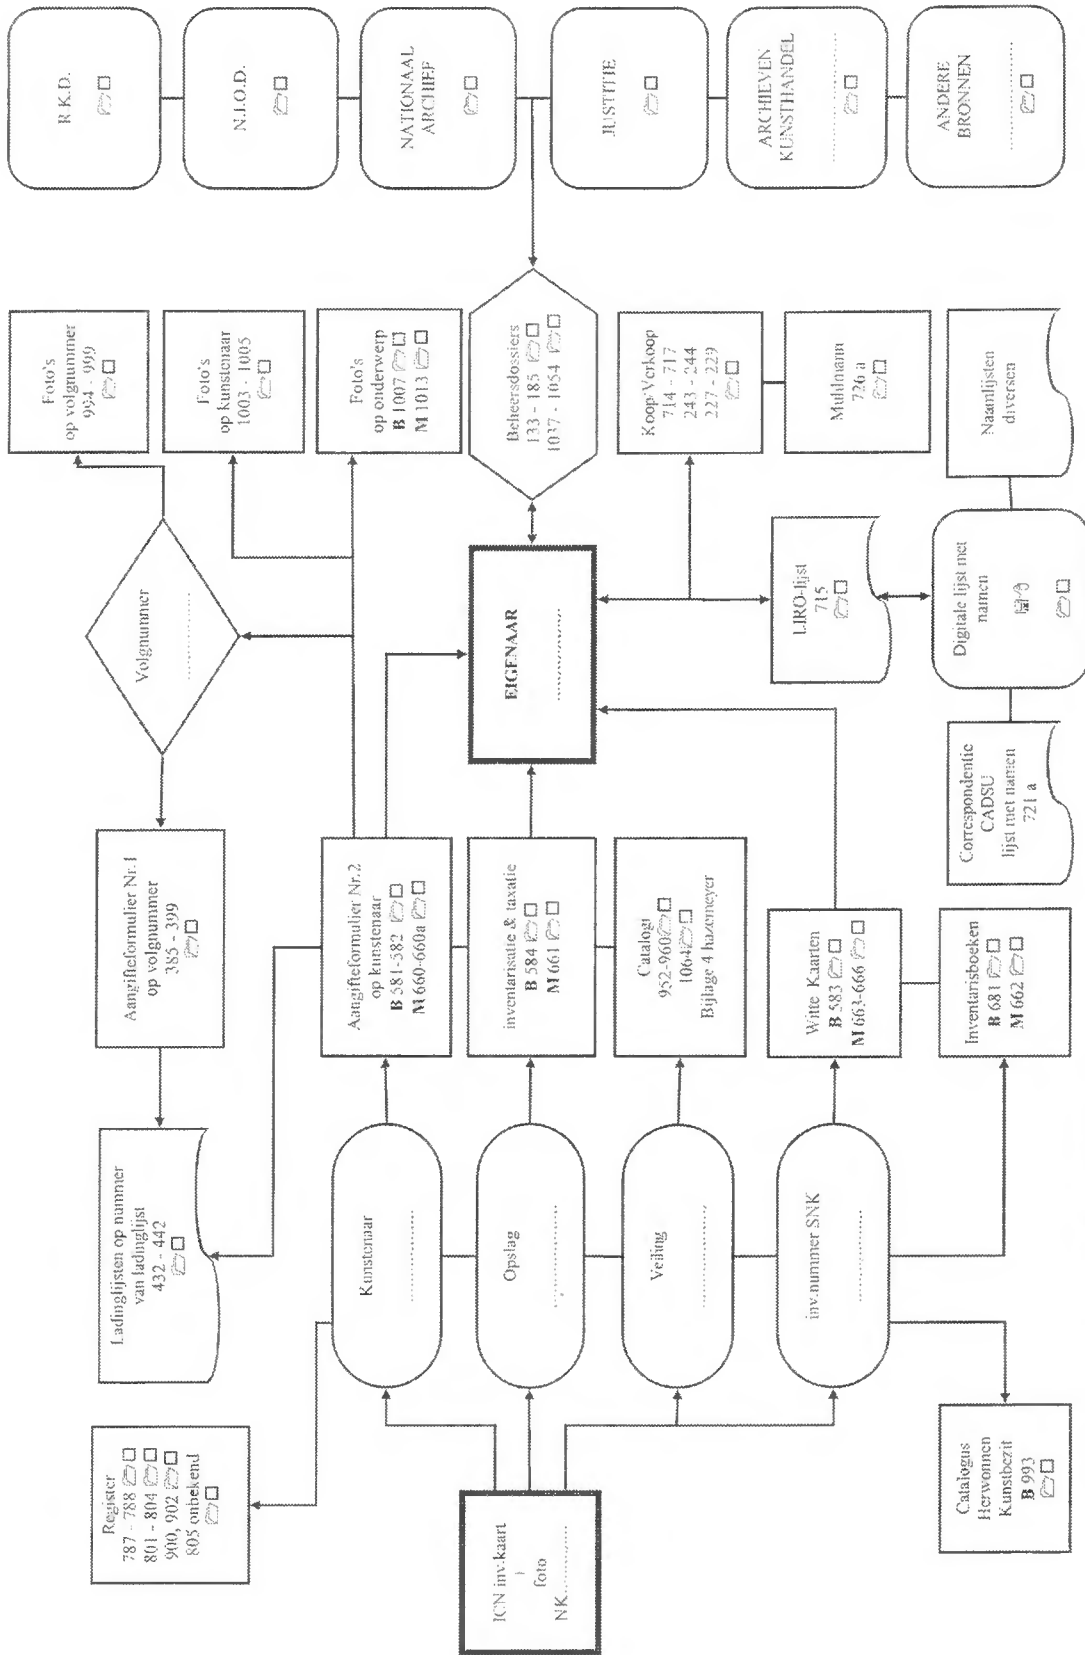 Register
787 - 788
801 - 804
900, 902
805 onbekend
Ladinglijsten op nummer
van ladinglijst
432 - 442
Aangifteformulier Nr.1
op volgnummer
385 - 399
Volgnummer
Foto's
op volgnummer
994 - 999
Foto's
op kunstenaar
1003 - 1005
Foto's
op onderwerp
B 1007
M 1013
R.K.D.
N.I.O.D.
NATIONAAL
ARCHIEF
JUSTITIE
ARCHIEVEN
KUNSTHANDEL
ANDERE
BRONNEN
ICN inv.kaart
+
foto
NK
Kunstenaar
Opslag
Veiling
inv.nummer SNK
Aangifteformulier Nr.2
op kunstenaar
B 581-582
M 660-660a
inventarisatie & taxatie
B 584
M 661
Catalogi
952-960
1064
Bijlage 4 hazemeyer
Witte Kaarten
B 583
M 663-666
Inventarisboeken
B 681
M 662
Catalogus
Herwonnen
Kunstbezit
B 993
EIGENAAR
Beheersdossiers
133 - 185
1037 - 1054
Koop/Verkoop
714 - 717
243 - 244
227 - 229
Muhlmann
726 a
LIRO-lijst
715
Correspondentie
CADSU
lijst met namen
721 a
Digitale lijst met
namen
Naamlijsten
diversen